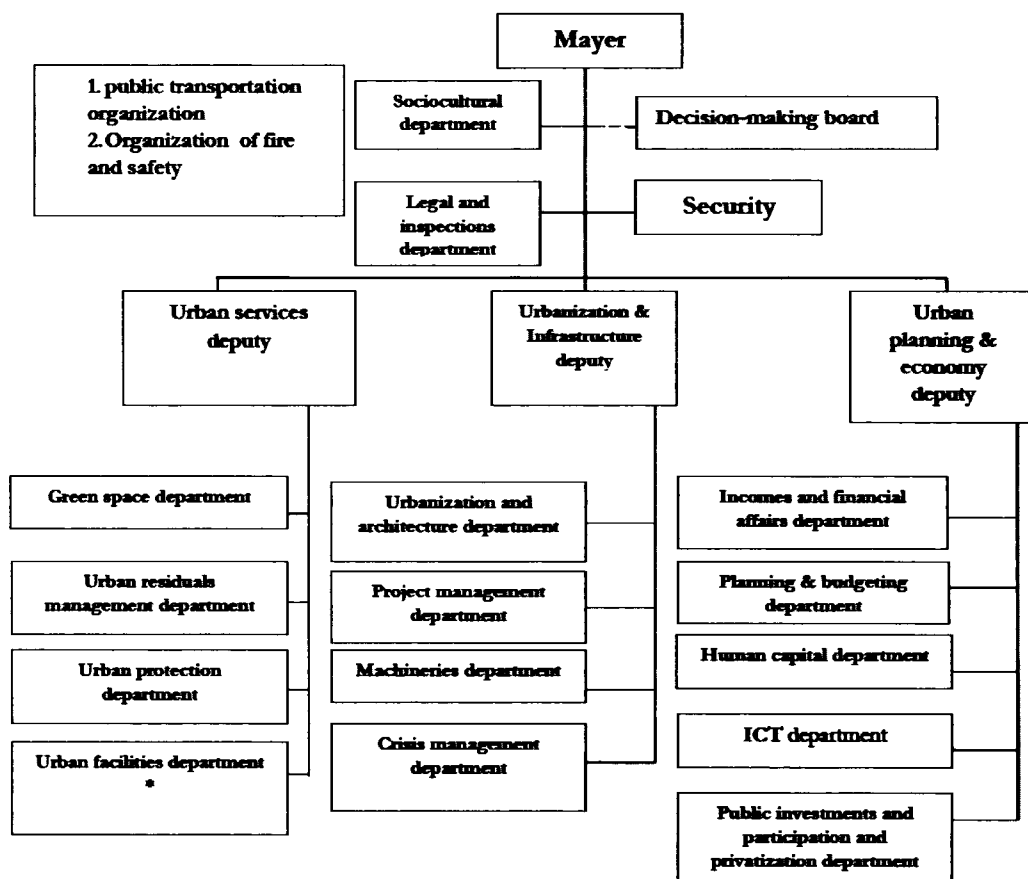 Mayer
1. public transportation
organization
2. Organization of fire
and safety
Sociocultural
department
Decision-making board
Legal and
inspections
department
Security
Urban services
deputy
Urbanization &
Infrastructure
deputy
Urban
planning &
economy
deputy
Green space department
Urban residuals
management department
Urban protection
department
Urban facilities department
*
Urbanization and
architecture department
Project management
department
Machineries department
Crisis management
department
Incomes and financial
affairs department
Planning & budgeting
department
Human capital department
ICT department
Public investments and
participation and
privatization department